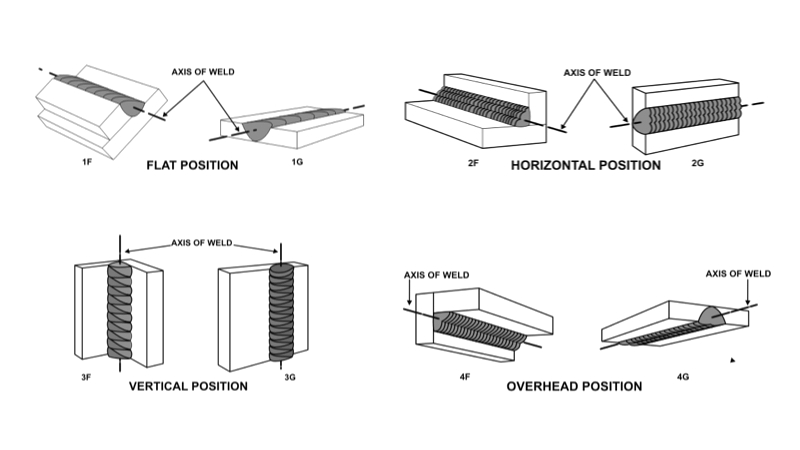 AXIS OF WELD
1F
FLAT POSITION
1G
AXIS OF WELD
2F
HORIZONTAL POSITION
2G
AXIS OF WELD
3F
VERTICAL POSITION
3G
AXIS OF WELD
AXIS OF WELD
4F
OVERHEAD POSITION
4G